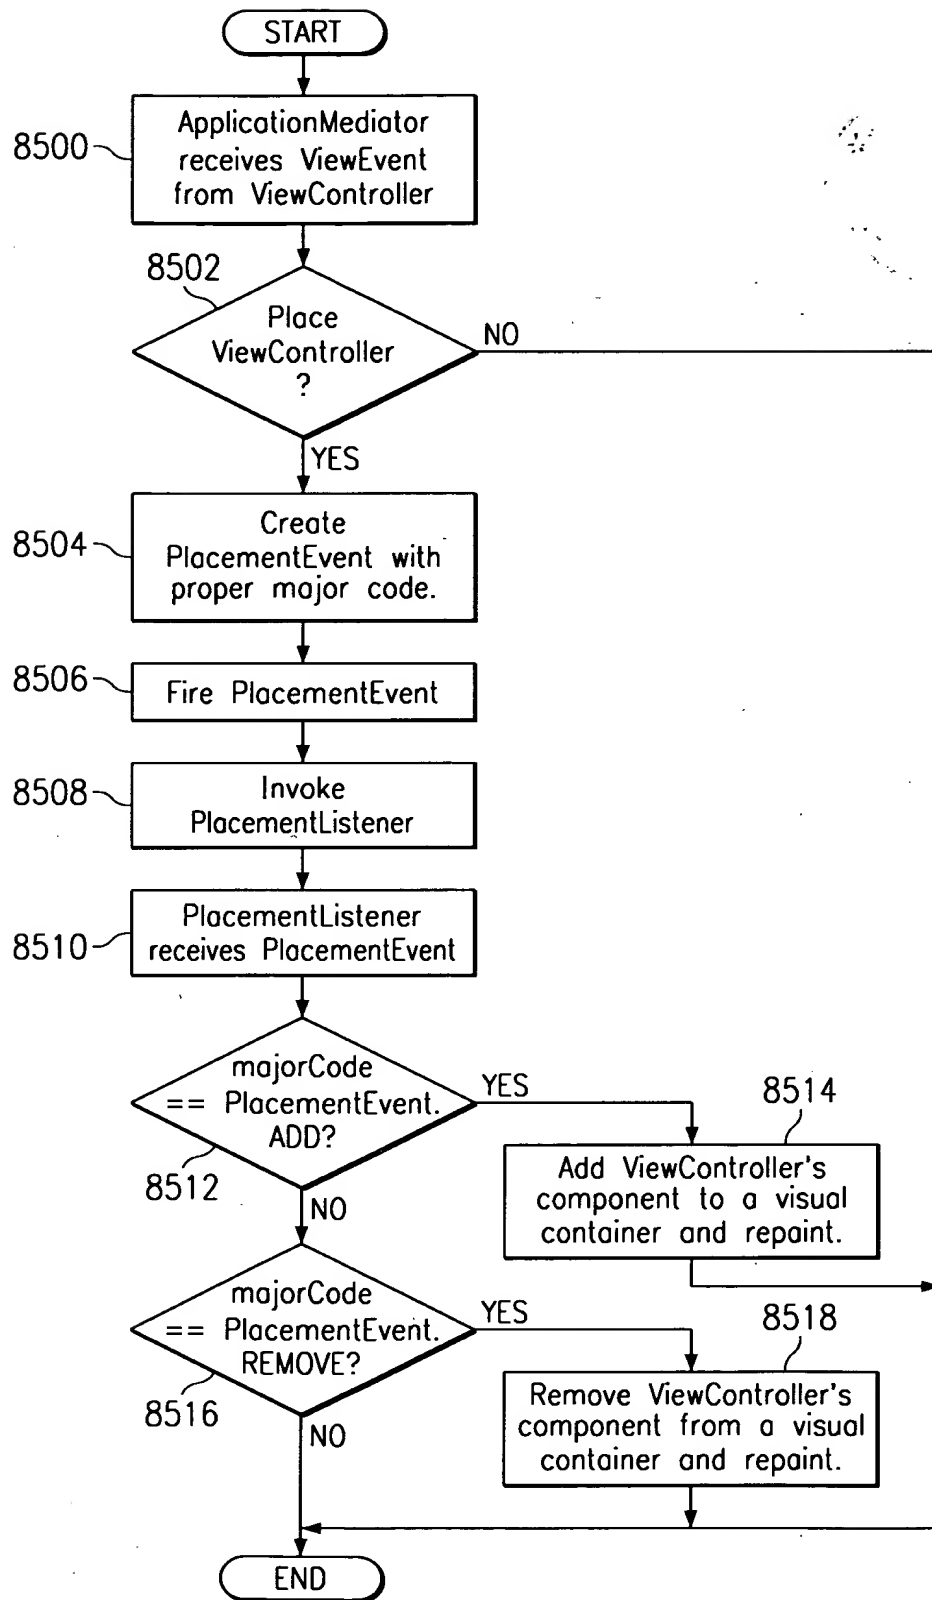 START
8500
ApplicationMediator
receives ViewEvent
from ViewController
8502
Place
ViewController
?
NO
YES
8504
Create
PlacementEvent with
proper major code.
8506
Fire PlacementEvent
8508
Invoke
PlacementListener
8510
PlacementListener
receives PlacementEvent
majorCode
== PlacementEvent.
ADD?
8512
YES
NO
8514
Add ViewController's
component to a visual
container and repaint.
majorCode
== PlacementEvent.
REMOVE?
8516
YES
NO
8518
Remove ViewController's
component from a visual
container and repaint.
END